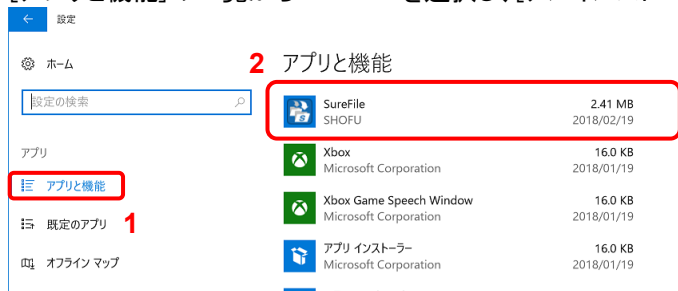 設定
ホーム
設定の検索
アプリ
アプリと機能
1
既定のアプリ
オフライン マップ
2
アプリと機能
SureFile 2.41 MB
SHOFU 2018/02/19
Xbox 16.0 KB
Microsoft Corporation 2018/01/19
Xbox Game Speech Window 16.0 KB
Microsoft Corporation 2018/01/19
アプリ インストーラー 16.0 KB
Microsoft Corporation 2018/01/19